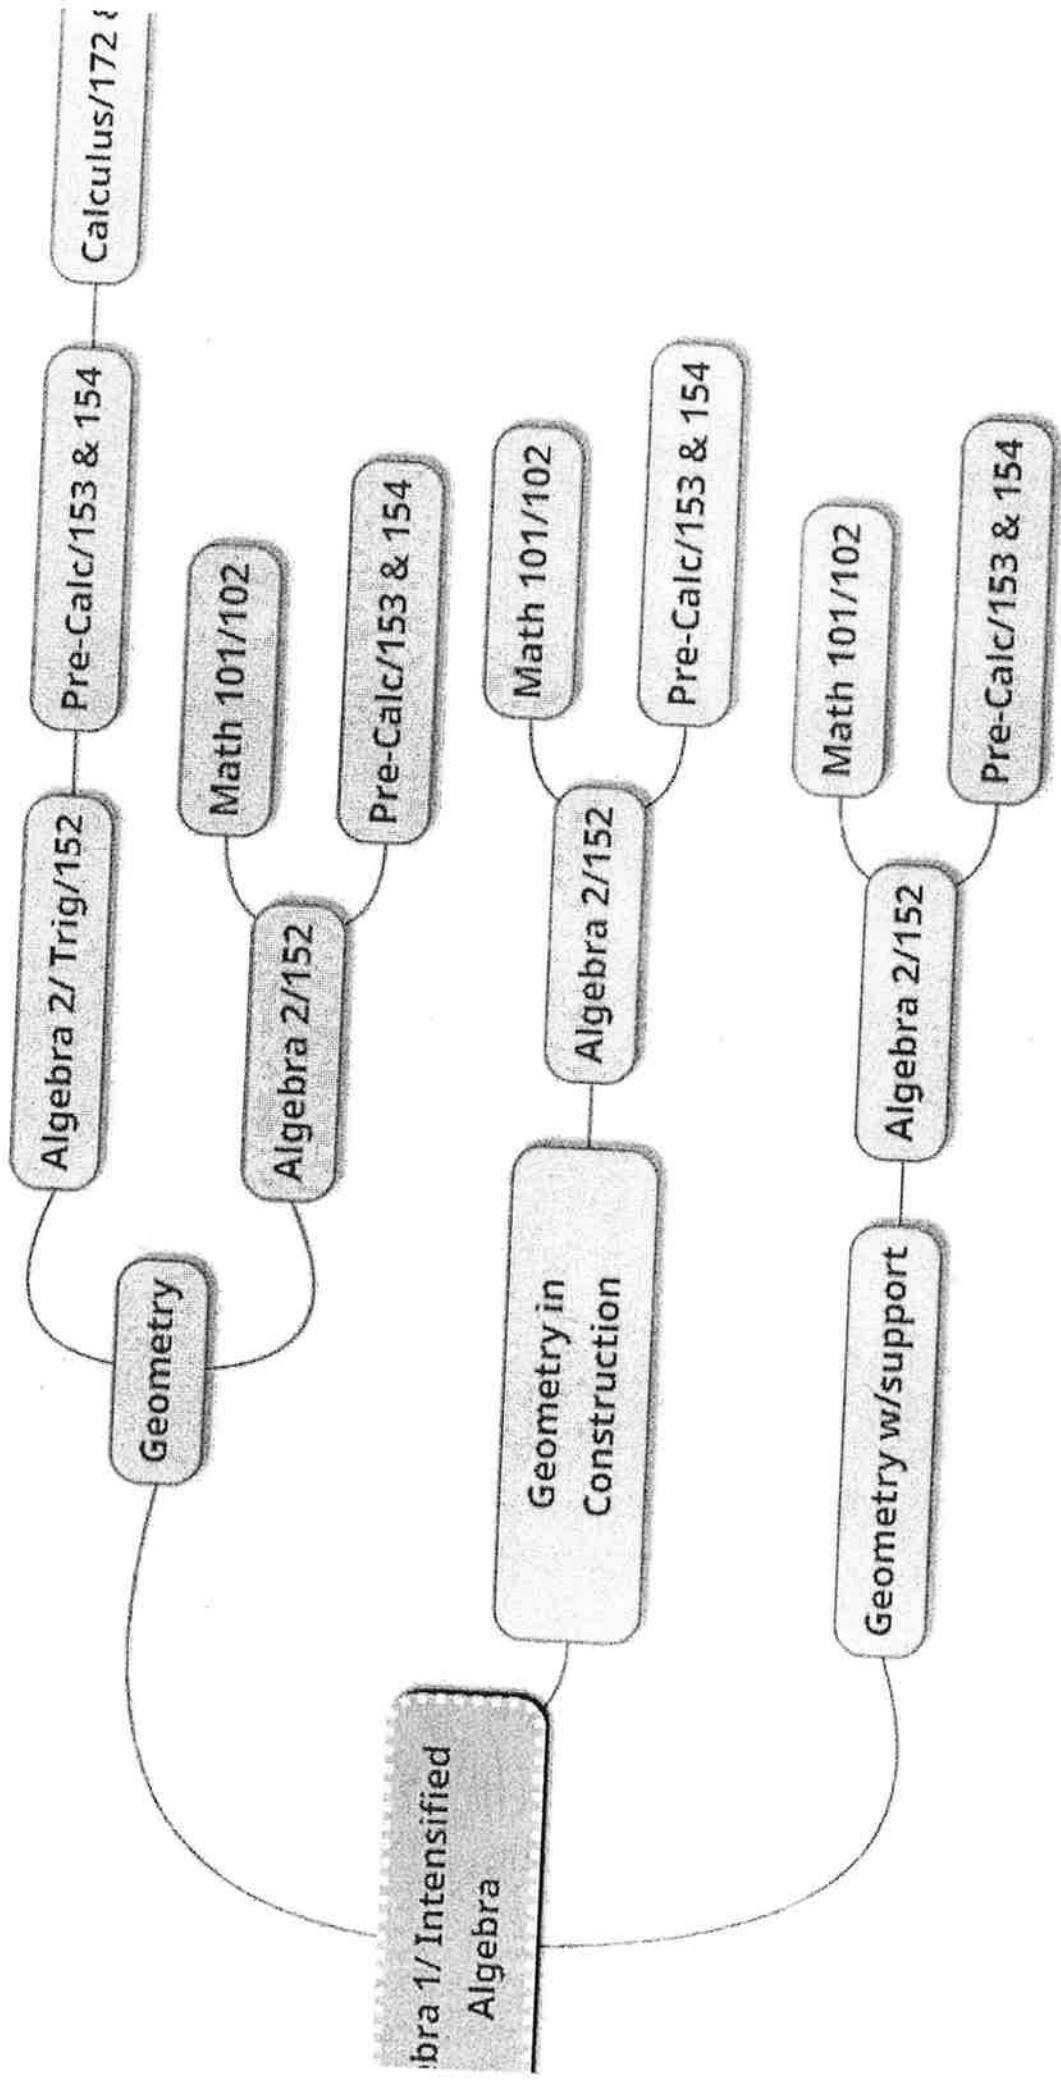 bra 1/ Intensified
Algebra
Geometry
Algebra 2/ Trig/152
Pre-Calc/153 & 154
Calculus/172
Algebra 2/152
Math 101/102
Pre-Calc/153 & 154
Geometry in
Construction
Algebra 2/152
Math 101/102
Pre-Calc/153 & 154
Geometry w/support
Algebra 2/152
Math 101/102
Pre-Calc/153 & 154